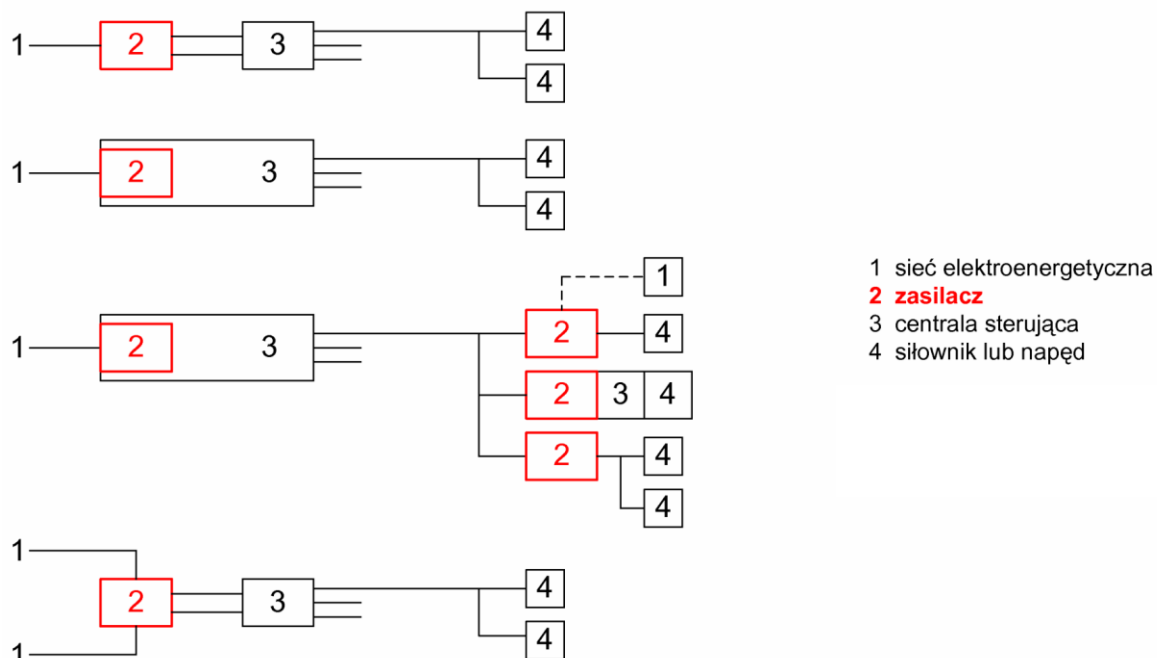 1 2 3 4
4
1 2 3 4
4
1
1 2 3 2 4
2 3 4
2 4
4
1
2 3 4
4
1
1 sieć elektroenergetyczna
2 zasilacz
3 centrala sterująca
4 siłownik lub napęd